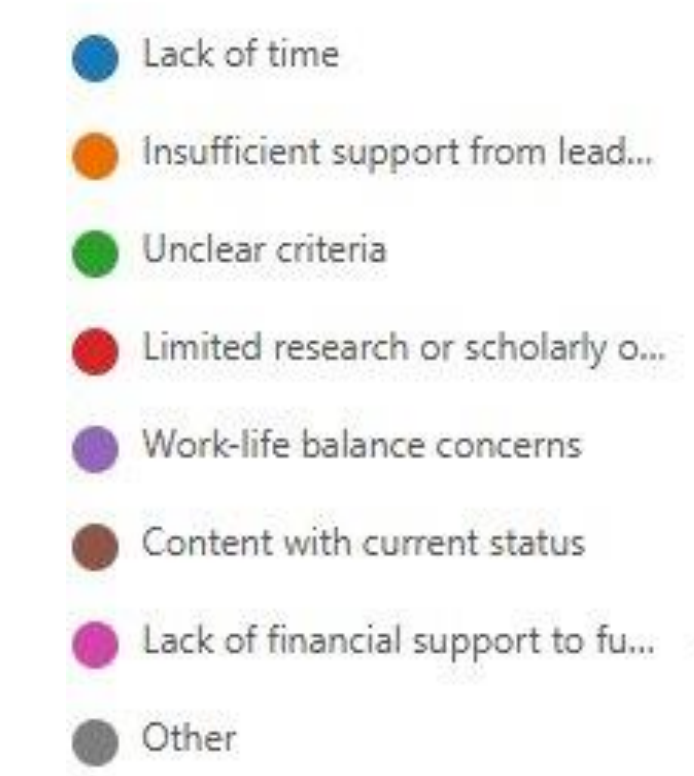 Lack of time
Insufficient support from lead...
Unclear criteria
Limited research or scholarly o...
Work-life balance concerns
Content with current status
Lack of financial support to fu...
Other